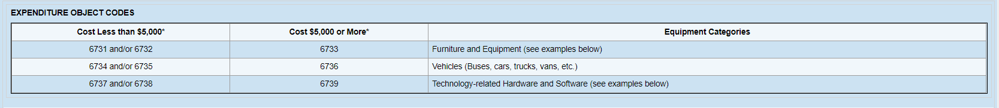 EXPENDITURE OBJECT CODES
Cost Less than $5,000* Cost $5,000 or More* Equipment Categories
6731 and/or 6732 6733 Furniture and Equipment (see examples below)
6734 and/or 6735 6736 Vehicles (Buses, cars, trucks, vans, etc.)
6737 and/or 6738 6739 Technology-related Hardware and Software (see examples below)